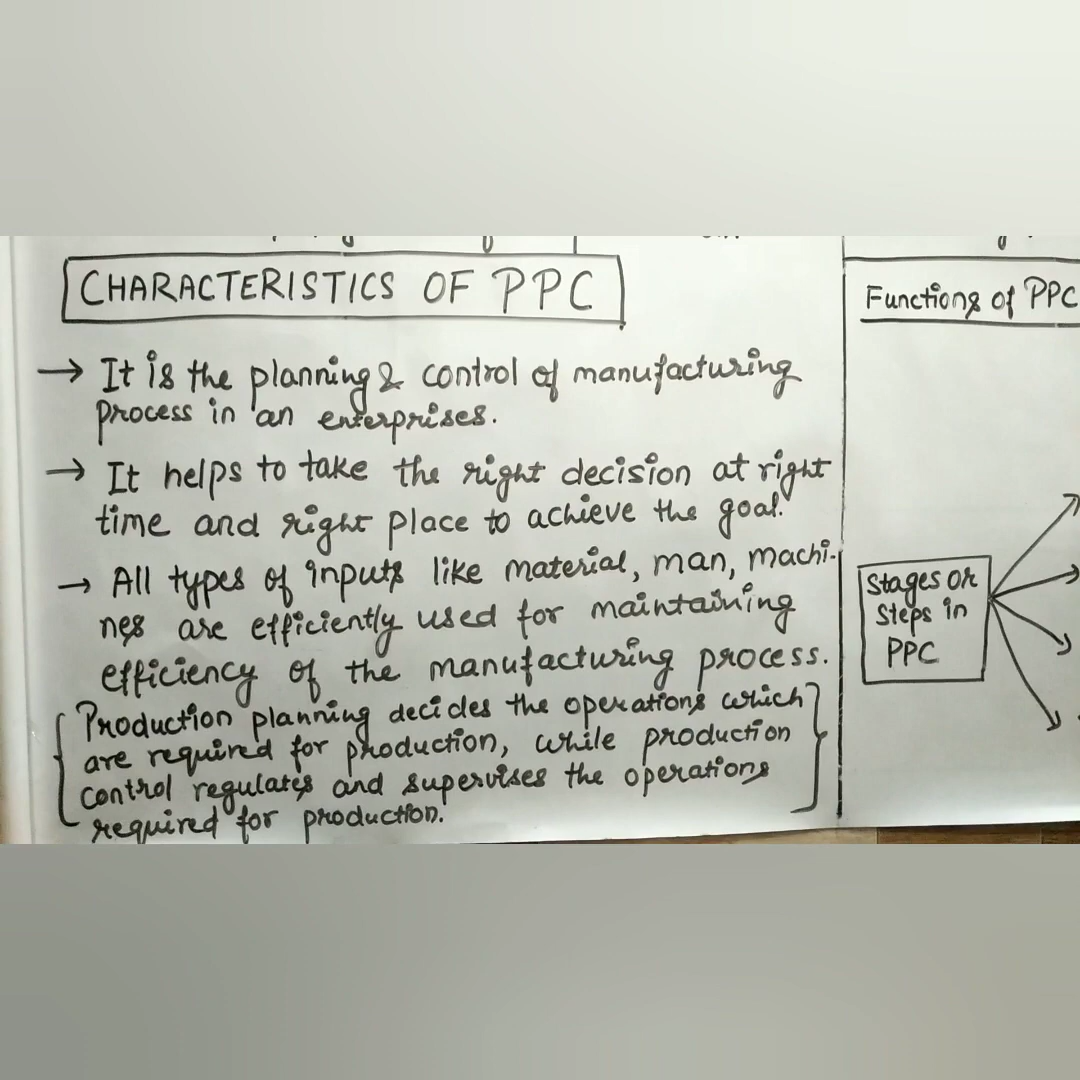 CHARACTERISTICS OF PPC
→ It is the planning & control of manufacturing
process in an enterprises.
→ It helps to take the right decision at right
time and right place to achieve the goal.
→ All types of inputs like material, man, machi-
nes are efficiently used for maintaining
efficiency of the manufacturing process.
{Production planning decides the operations which
are required for production, while production
control regulates and supervises the operations
required for production.}
Functions of PPC
Stages or
Steps in
PPC